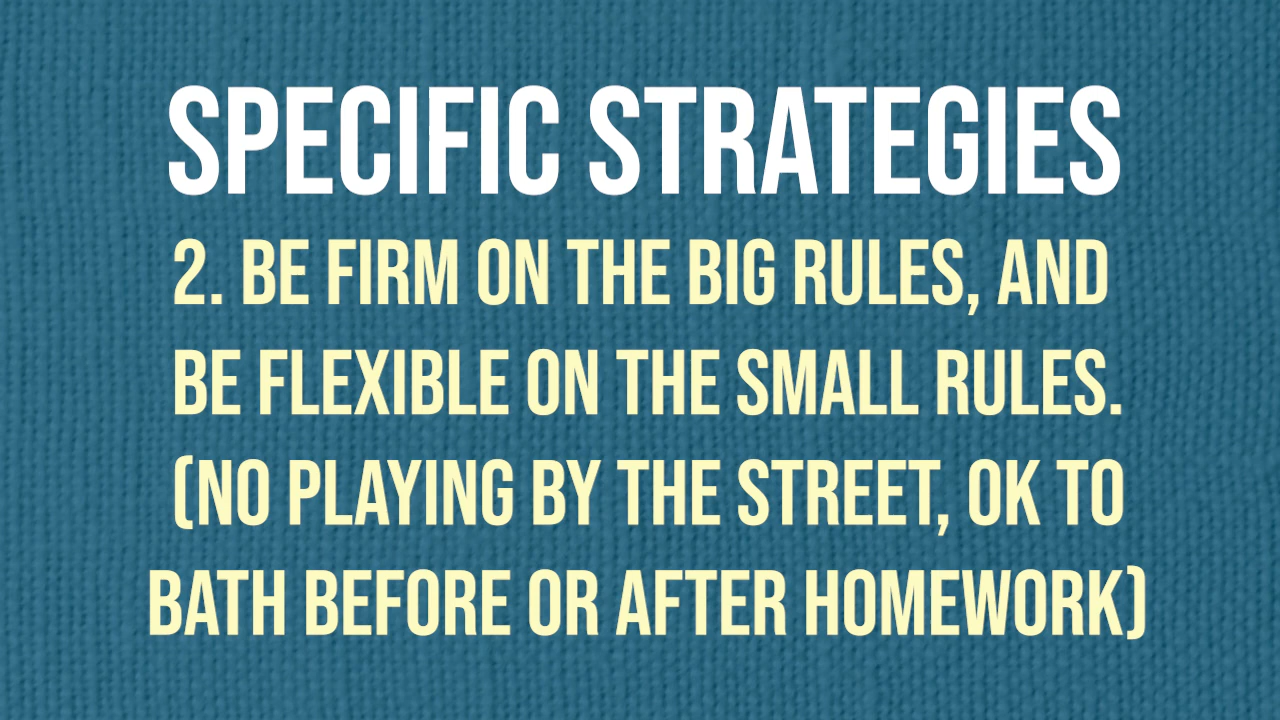 SPECIFIC STRATEGIES
2. BE FIRM ON THE BIG RULES, AND
BE FLEXIBLE ON THE SMALL RULES.
(NO PLAYING BY THE STREET, OK TO
BATH BEFORE OR AFTER HOMEWORK)